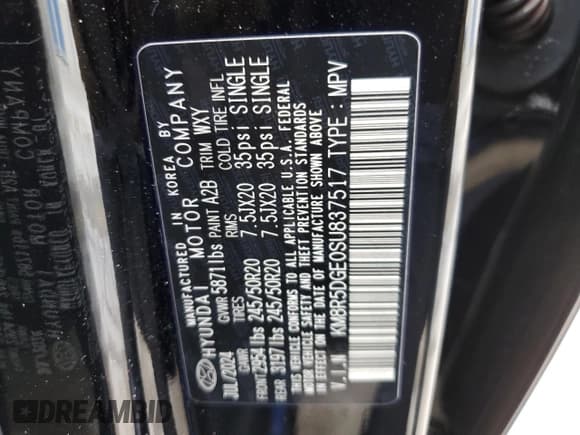 MANUFACTURED IN KOREA BY
HYUNDAI MOTOR COMPANY
JUL/2024 GVWR 5871lbs PAINT A2B TRIM WXY
GAWR TIRES RIMS COLD TIRE INFL
FRONT 2954 lbs 245/50R20 7.5JX20 35psi SINGLE
REAR 3197 lbs 245/50R20 7.5JX20 35psi SINGLE
THIS VEHICLE CONFORMS TO ALL APPLICABLE U.S.A. FEDERAL
MOTOR VEHICLE SAFETY AND THEFT PREVENTION STANDARDS
IN EFFECT ON THE DATE OF MANUFACTURE SHOWN ABOVE
V.I.N : KM8R5DGE0SU837517 TYPE : MPV
DREAMBID